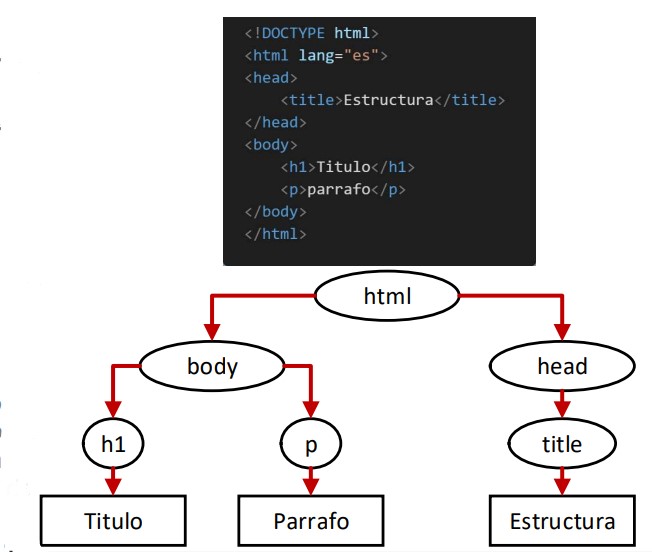 <!DOCTYPE html>
<html lang="es">
<head>
    <title>Estructura</title>
</head>
<body>
    <h1>Titulo</h1>
    <p>parrafo</p>
</body>
</html>
html
body head
h1 p title
Titulo Parrafo Estructura